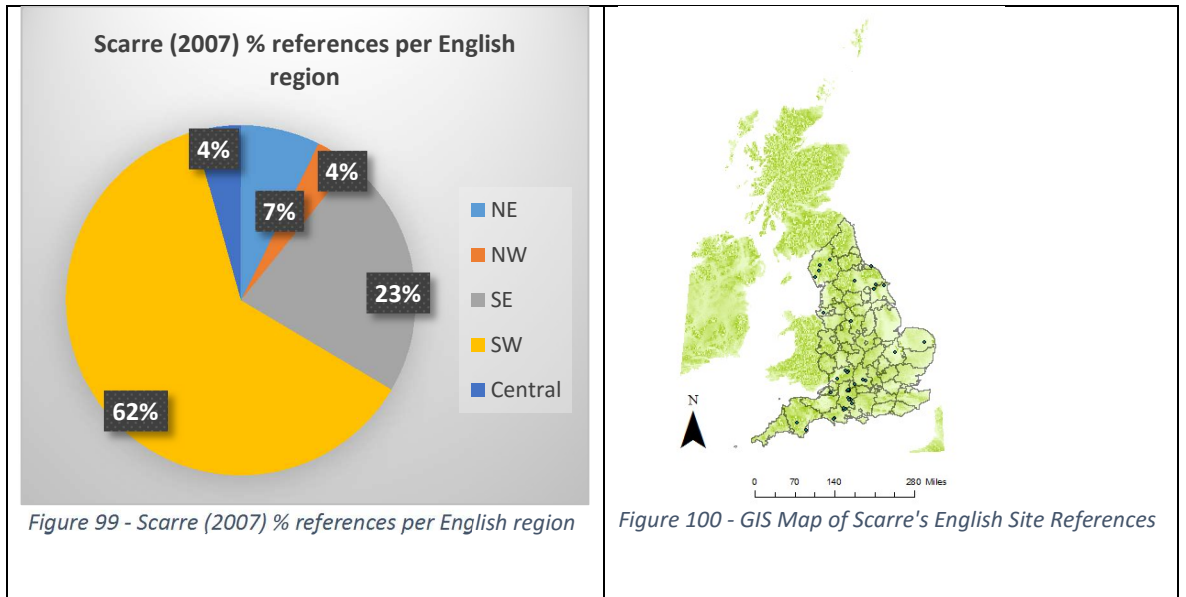 Scarre (2007) % references per English
region
4%
4%
7%
23%
62%
NE
NW
SE
SW
Central
Figure 99 - Scarre (2007) % references per English region
N
0 70 140 280 Miles
Figure 100 - GIS Map of Scarre's English Site References